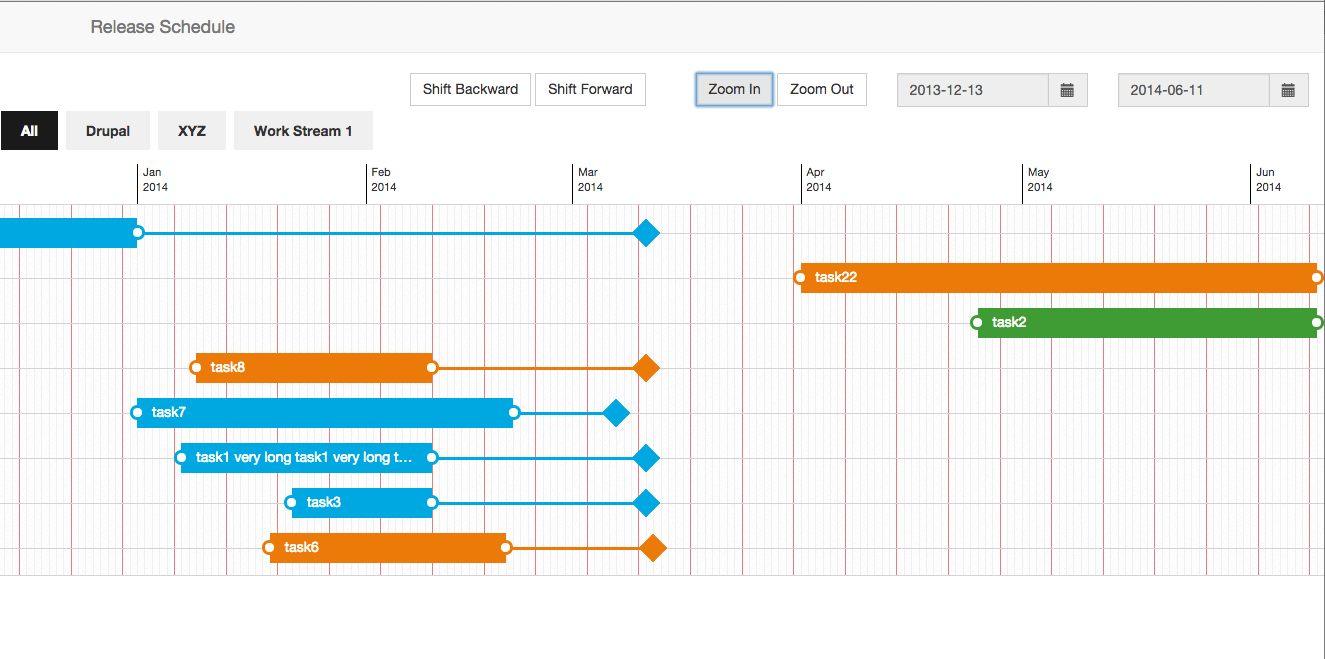 Release Schedule
Shift Backward Shift Forward Zoom In Zoom Out 2013-12-13 2014-06-11
All Drupal XYZ Work Stream 1
Jan Feb Mar Apr May Jun
2014 2014 2014 2014 2014 2014
task22
task2
task8
task7
task1 very long task1 very long t...
task3
task6